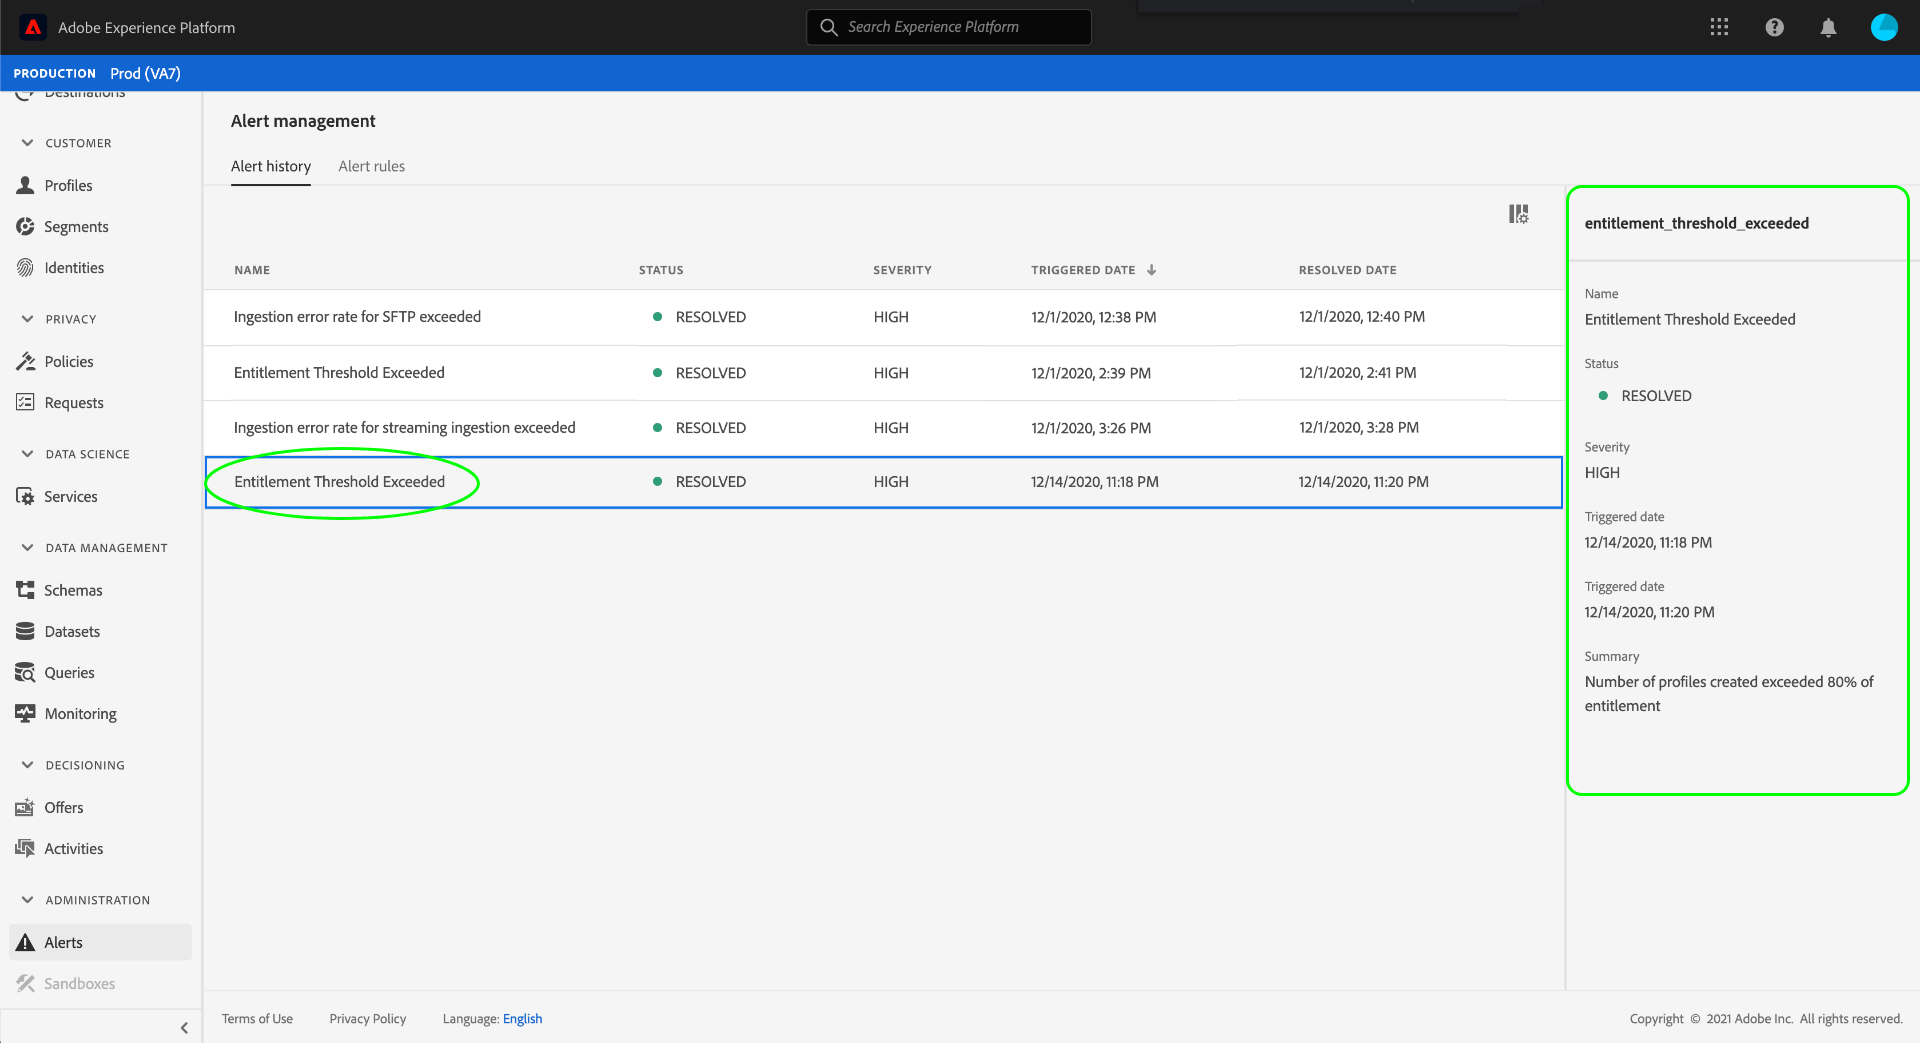 Adobe Experience Platform
Search Experience Platform
PRODUCTION Prod (VA7)
Destinations
CUSTOMER
Profiles
Segments
Identities
PRIVACY
Policies
Requests
DATA SCIENCE
Services
DATA MANAGEMENT
Schemas
Datasets
Queries
Monitoring
DECISIONING
Offers
Activities
ADMINISTRATION
Alerts
Sandboxes
Alert management
Alert history Alert rules
NAME STATUS SEVERITY TRIGGERED DATE RESOLVED DATE
Ingestion error rate for SFTP exceeded RESOLVED HIGH 12/1/2020, 12:38 PM 12/1/2020, 12:40 PM
Entitlement Threshold Exceeded RESOLVED HIGH 12/1/2020, 2:39 PM 12/1/2020, 2:41 PM
Ingestion error rate for streaming ingestion exceeded RESOLVED HIGH 12/1/2020, 3:26 PM 12/1/2020, 3:28 PM
Entitlement Threshold Exceeded RESOLVED HIGH 12/14/2020, 11:18 PM 12/14/2020, 11:20 PM
entitlement_threshold_exceeded
Name
Entitlement Threshold Exceeded
Status
RESOLVED
Severity
HIGH
Triggered date
12/14/2020, 11:18 PM
Triggered date
12/14/2020, 11:20 PM
Summary
Number of profiles created exceeded 80% of
entitlement
Terms of Use Privacy Policy Language: English
Copyright © 2021 Adobe Inc. All rights reserved.